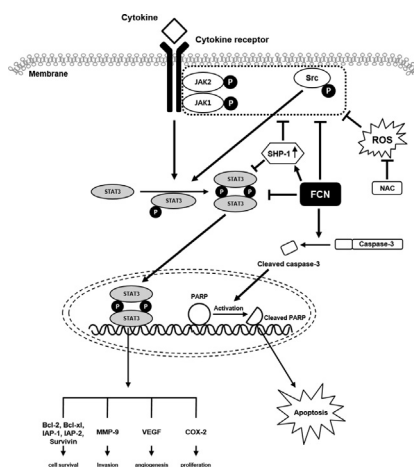 Cytokine
Cytokine receptor
Membrane
JAK2
P
JAK1
P
Src
P
ROS
SHP-1
NAC
STAT3
STAT3
P
STAT3
P P
STAT3
FCN
Caspase-3
Cleaved caspase-3
STAT3
P P
STAT3
PARP
Activation
Cleaved PARP
Apoptosis
Bcl-2, Bcl-xl,
IAP-1, IAP-2,
Survivin
MMP-9
VEGF
COX-2
cell survival
Invasion
angiogenesis
proliferation